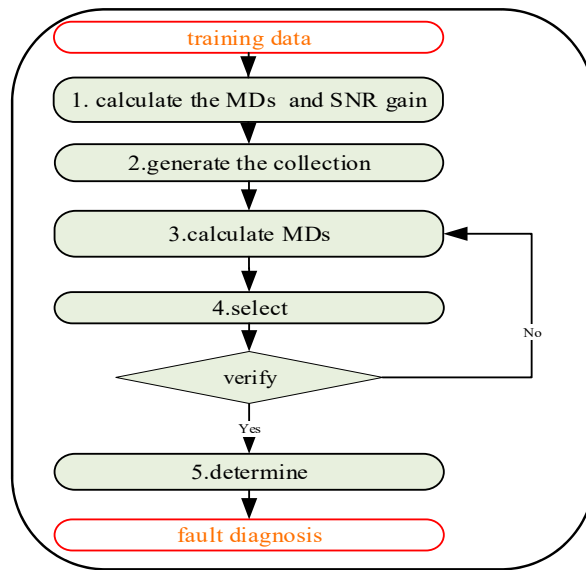 training data
1. calculate the MDs and SNR gain
2.generate the collection
3.calculate MDs
4.select
No
verify
Yes
5.determine
fault diagnosis